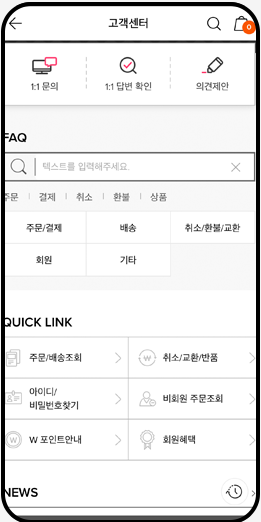 고객센터
0
1:1 문의
1:1 답변 확인
의견제안
FAQ
텍스트를 입력해주세요.
주문 | 결제 | 취소 | 환불 | 상품
주문/결제
배송
취소/환불/교환
회원
기타
QUICK LINK
주문/배송조회
취소/교환/반품
아이디/
비밀번호찾기
비회원 주문조회
W 포인트안내
회원혜택
NEWS